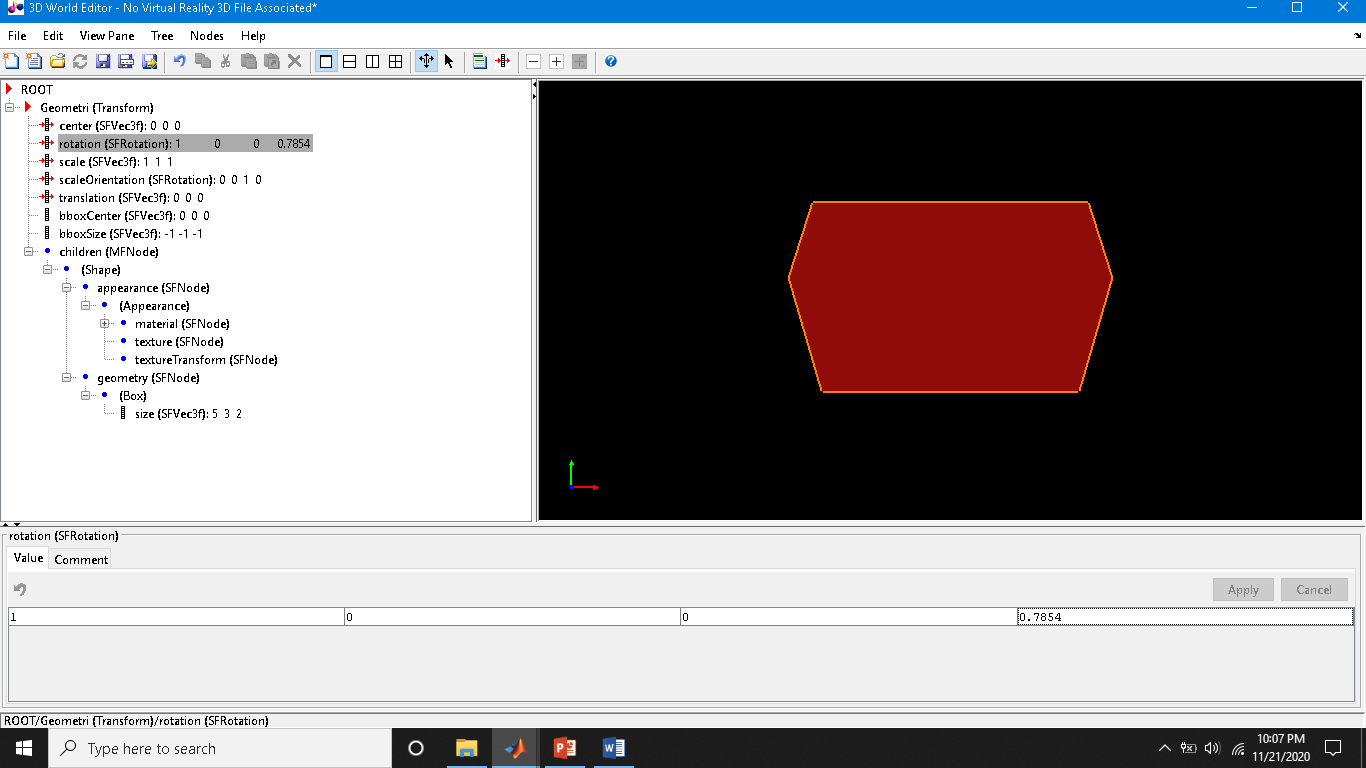 3D World Editor - No Virtual Reality 3D File Associated*
File Edit View Pane Tree Nodes Help
ROOT
Geometri (Transform)
center (SFVec3f): 0 0 0
rotation (SFRotation): 1 0 0 0.7854
scale (SFVec3f): 1 1 1
scaleOrientation (SFRotation): 0 0 1 0
translation (SFVec3f): 0 0 0
bboxCenter (SFVec3f): 0 0 0
bboxSize (SFVec3f): -1 -1 -1
children (MFNode)
(Shape)
appearance (SFNode)
(Appearance)
material (SFNode)
texture (SFNode)
textureTransform (SFNode)
geometry (SFNode)
(Box)
size (SFVec3f): 5 3 2
rotation (SFRotation)
Value Comment
Apply Cancel
1 0 0 0.7854
ROOT/Geometri (Transform)/rotation (SFRotation)
Type here to search
10:07 PM
11/21/2020